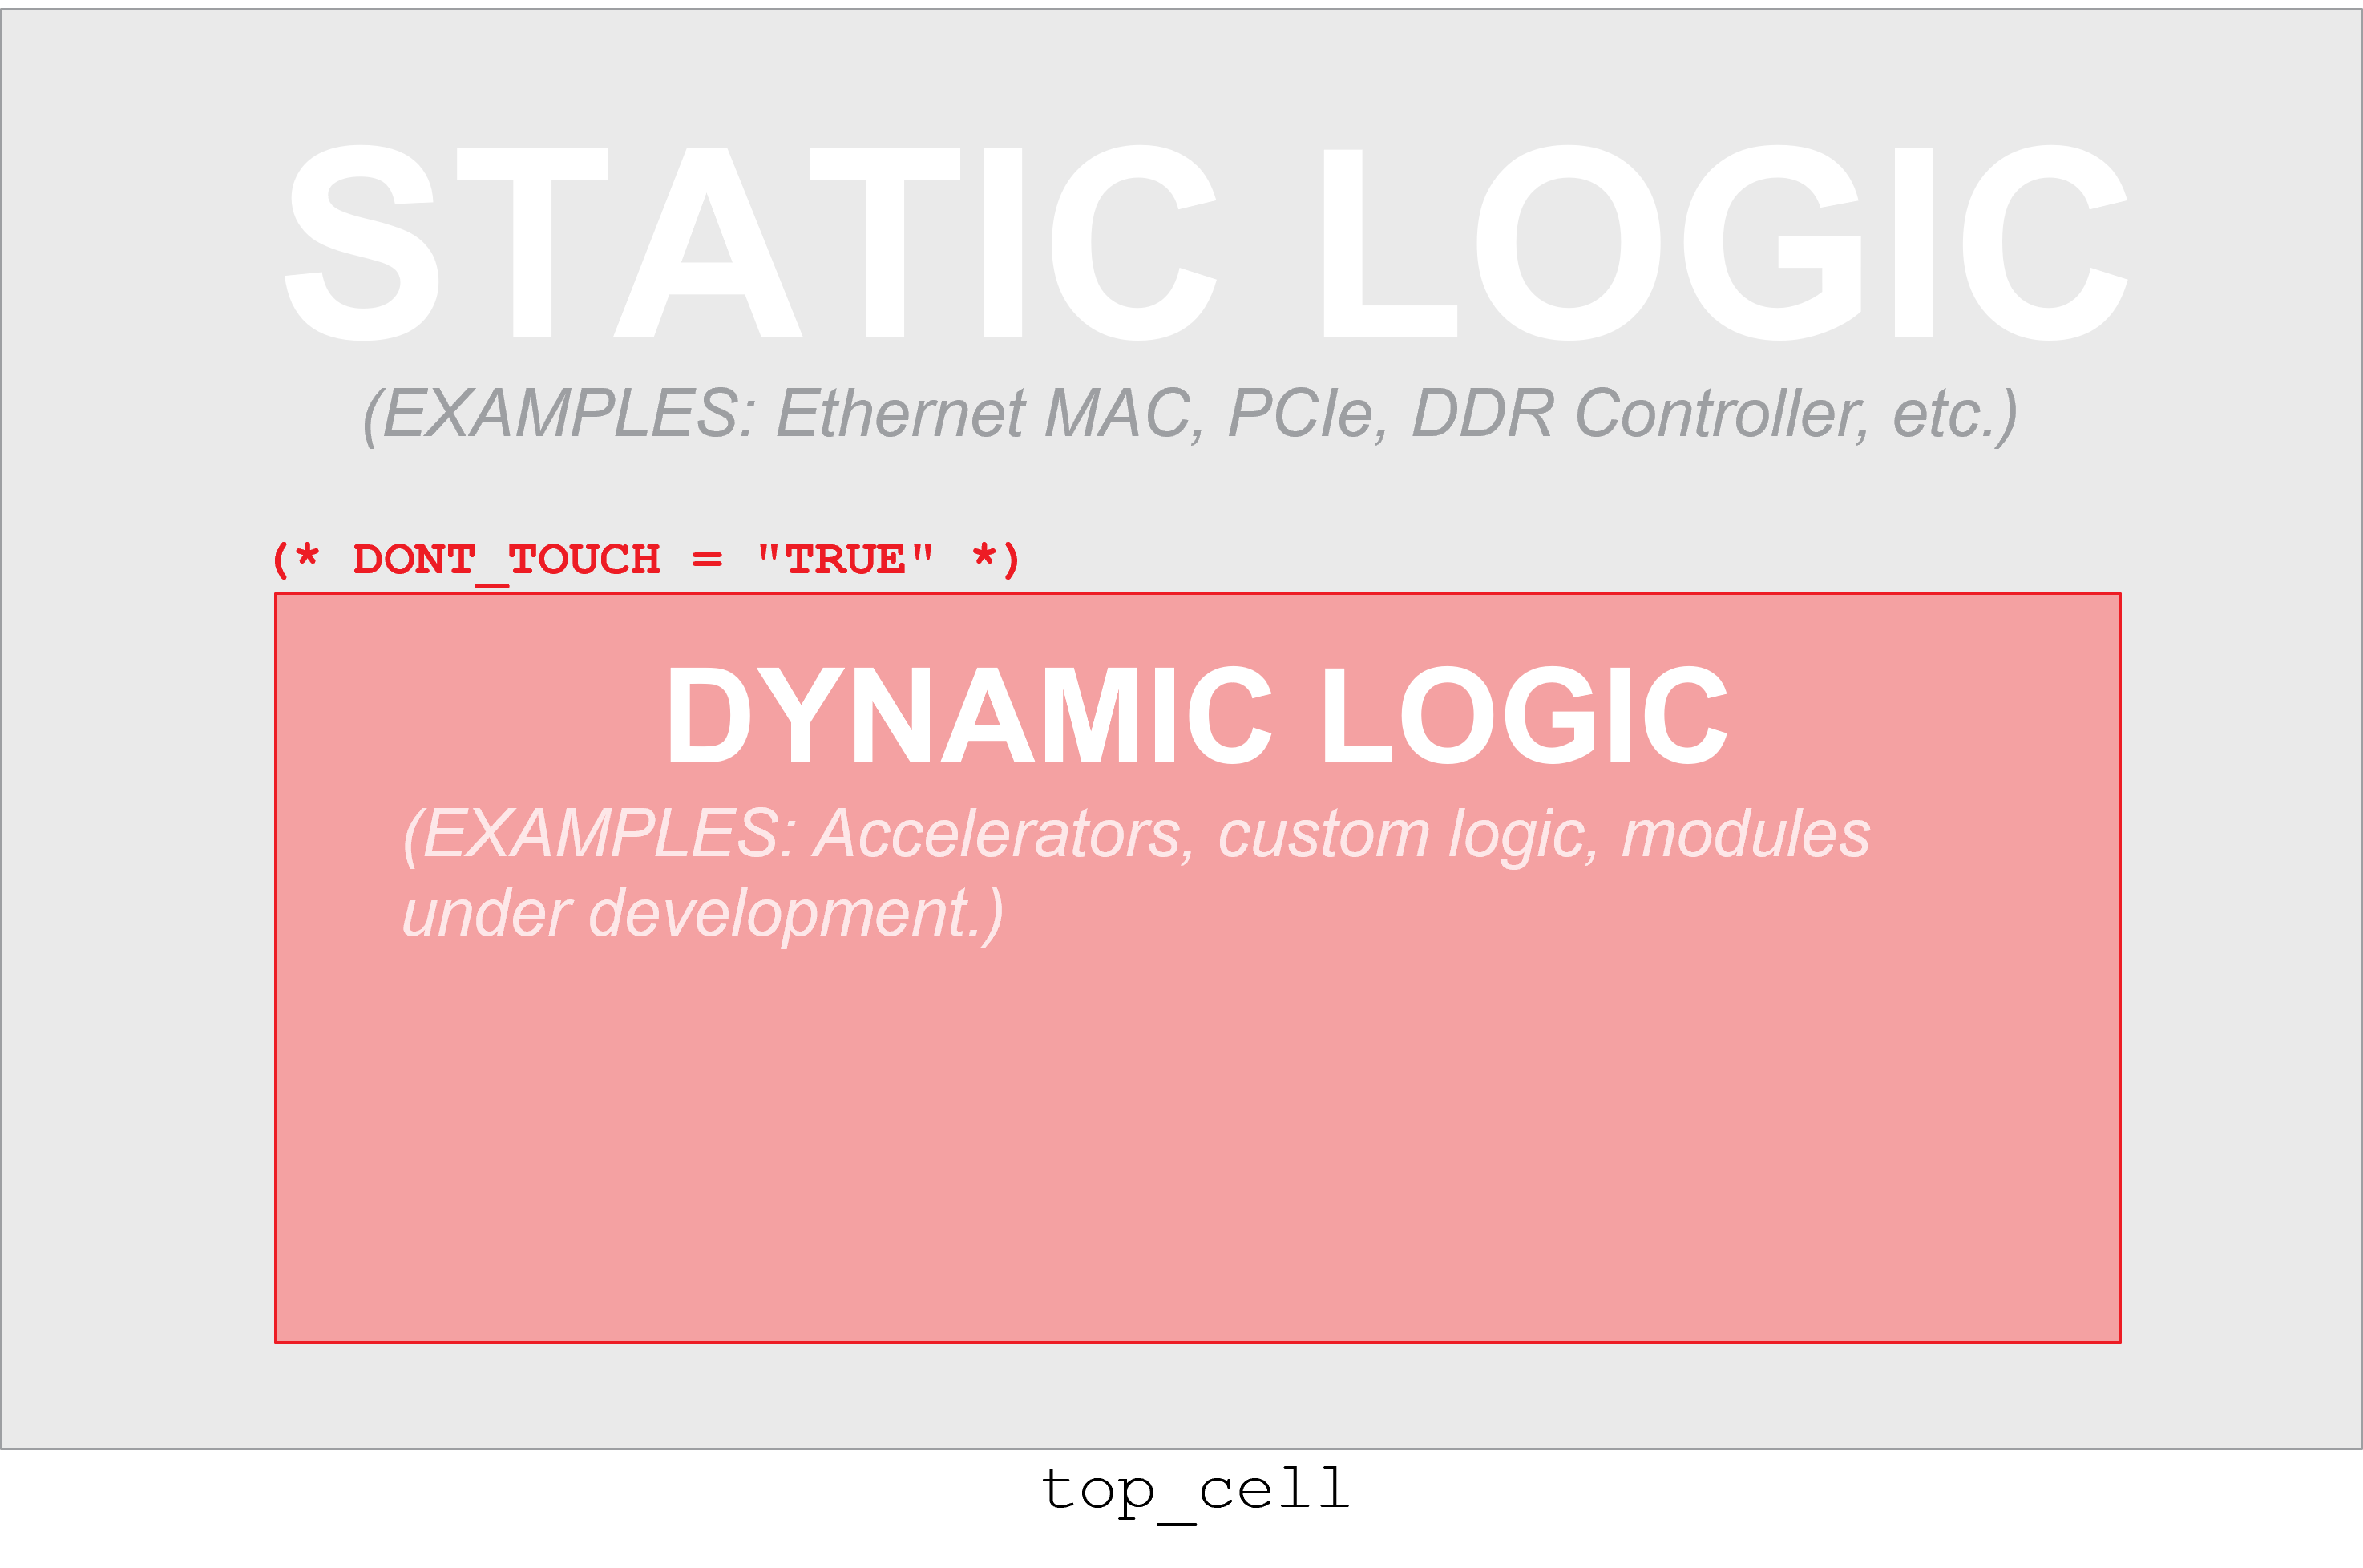 STATIC LOGIC
(EXAMPLES: Ethernet MAC, PCIe, DDR Controller, etc.)
(* DONT_TOUCH = "TRUE" *)
DYNAMIC LOGIC
(EXAMPLES: Accelerators, custom logic, modules
under development.)
top_cell